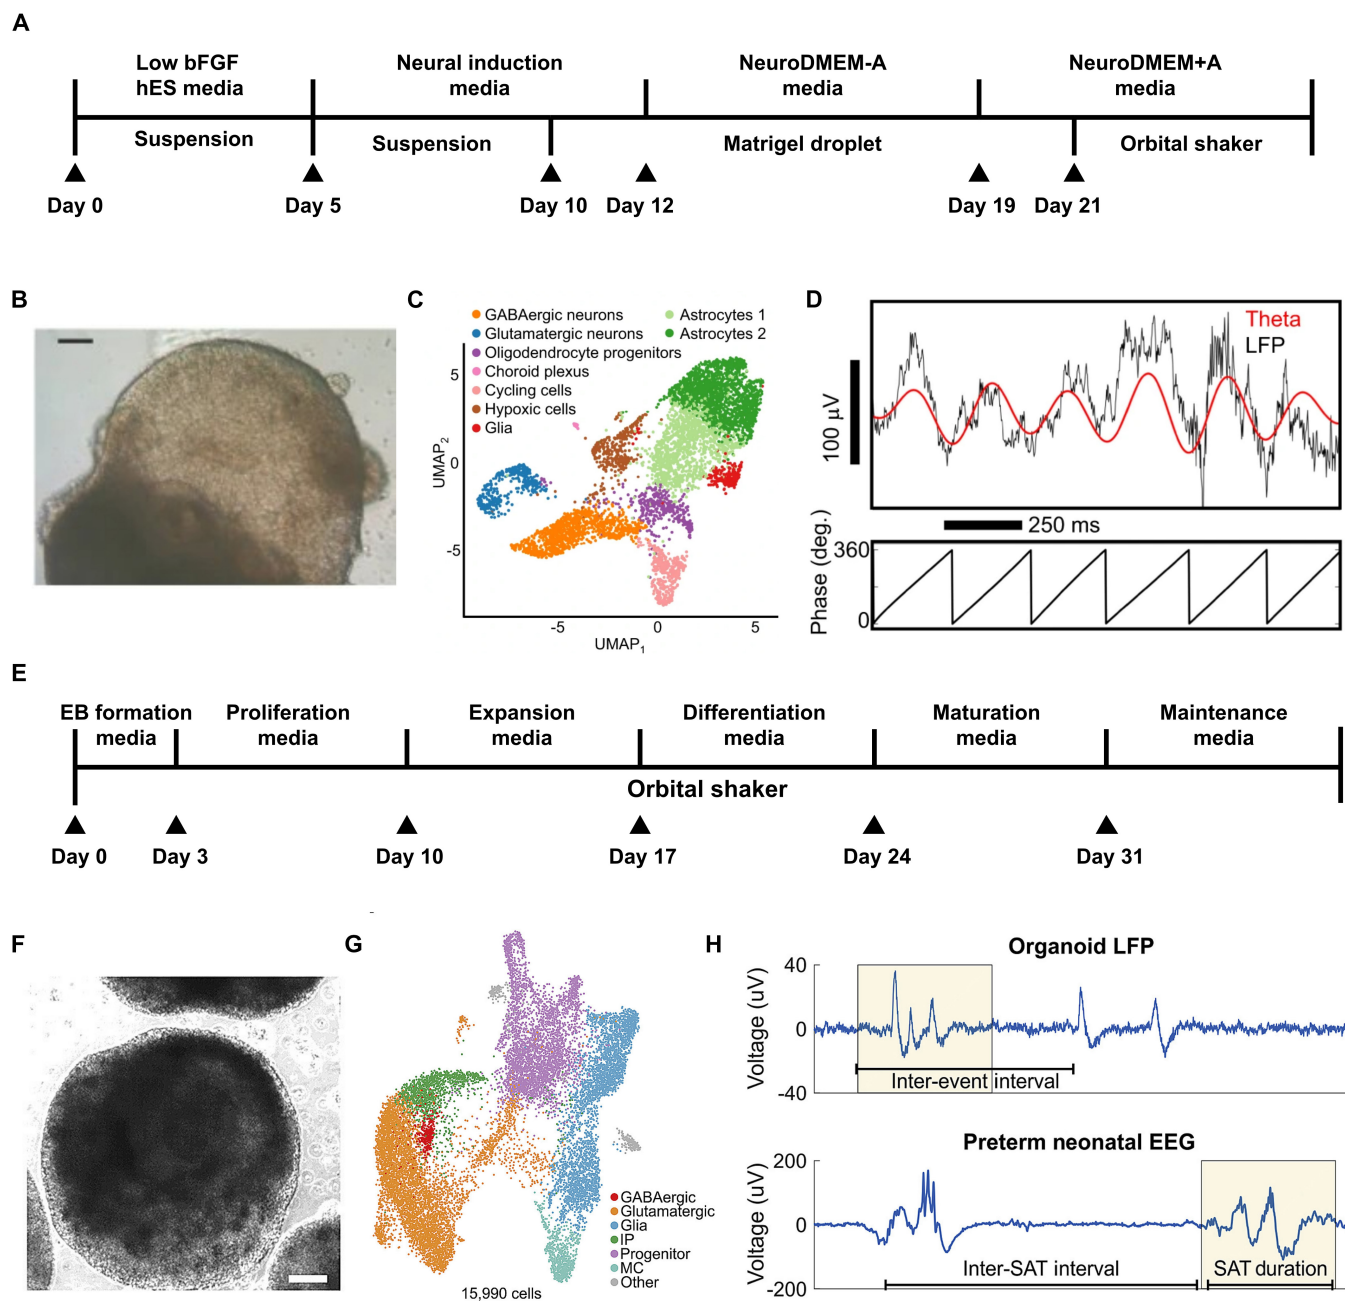 A
Low bFGF
hES media
Neural induction
media
NeuroDMEM-A
media
NeuroDMEM+A
media
Suspension
Suspension
Matrigel droplet
Orbital shaker
Day 0
Day 5
Day 10
Day 12
Day 19
Day 21
B
C
GABAergic neurons
Glutamatergic neurons
Oligodendrocyte progenitors
Choroid plexus
Cycling cells
Hypoxic cells
Glia
Astrocytes 1
Astrocytes 2
5
0
-5
UMAP2
-5
0
5
UMAP1
D
Theta
LFP
100 µV
250 ms
Phase (deg.)
360
0
E
EB formation
media
Proliferation
media
Expansion
media
Differentiation
media
Maturation
media
Maintenance
media
Orbital shaker
Day 0
Day 3
Day 10
Day 17
Day 24
Day 31
F
G
GABAergic
Glutamatergic
Glia
IP
Progenitor
MC
Other
15,990 cells
H
Organoid LFP
Voltage (uV)
40
0
-40
Inter-event interval
Preterm neonatal EEG
Voltage (uV)
200
0
-200
Inter-SAT interval
SAT duration